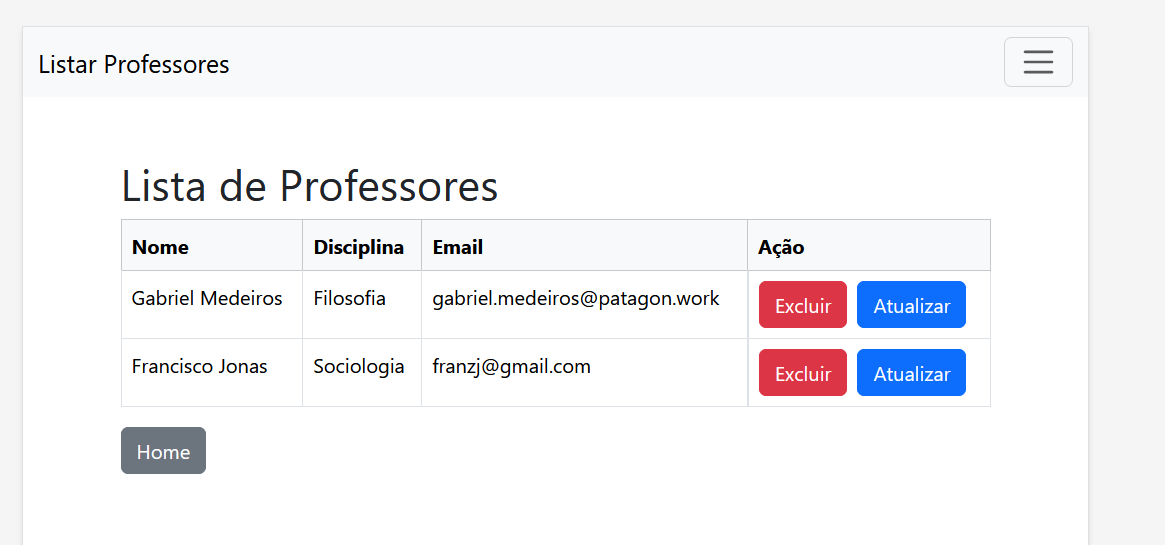 Listar Professores
Lista de Professores
Nome Disciplina Email Ação
Gabriel Medeiros Filosofia gabriel.medeiros@patagon.work Excluir Atualizar
Francisco Jonas Sociologia franzj@gmail.com Excluir Atualizar
Home